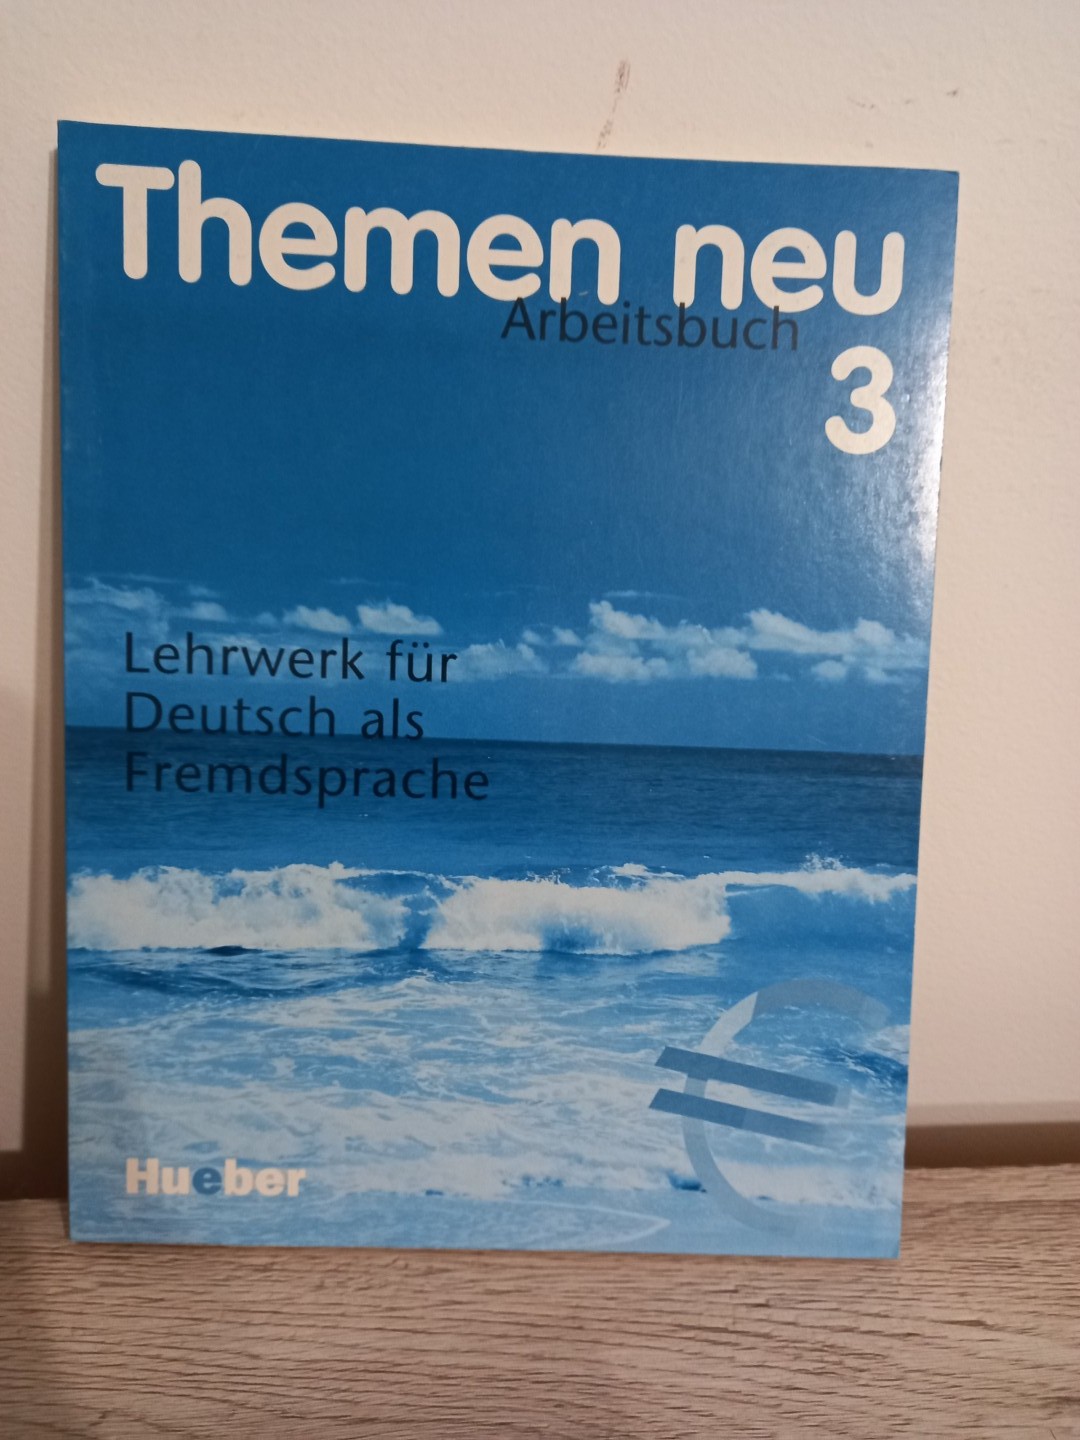 Themen neu
Arbeitsbuch
3
Lehrwerk für
Deutsch als
Fremdsprache
€
Hueber